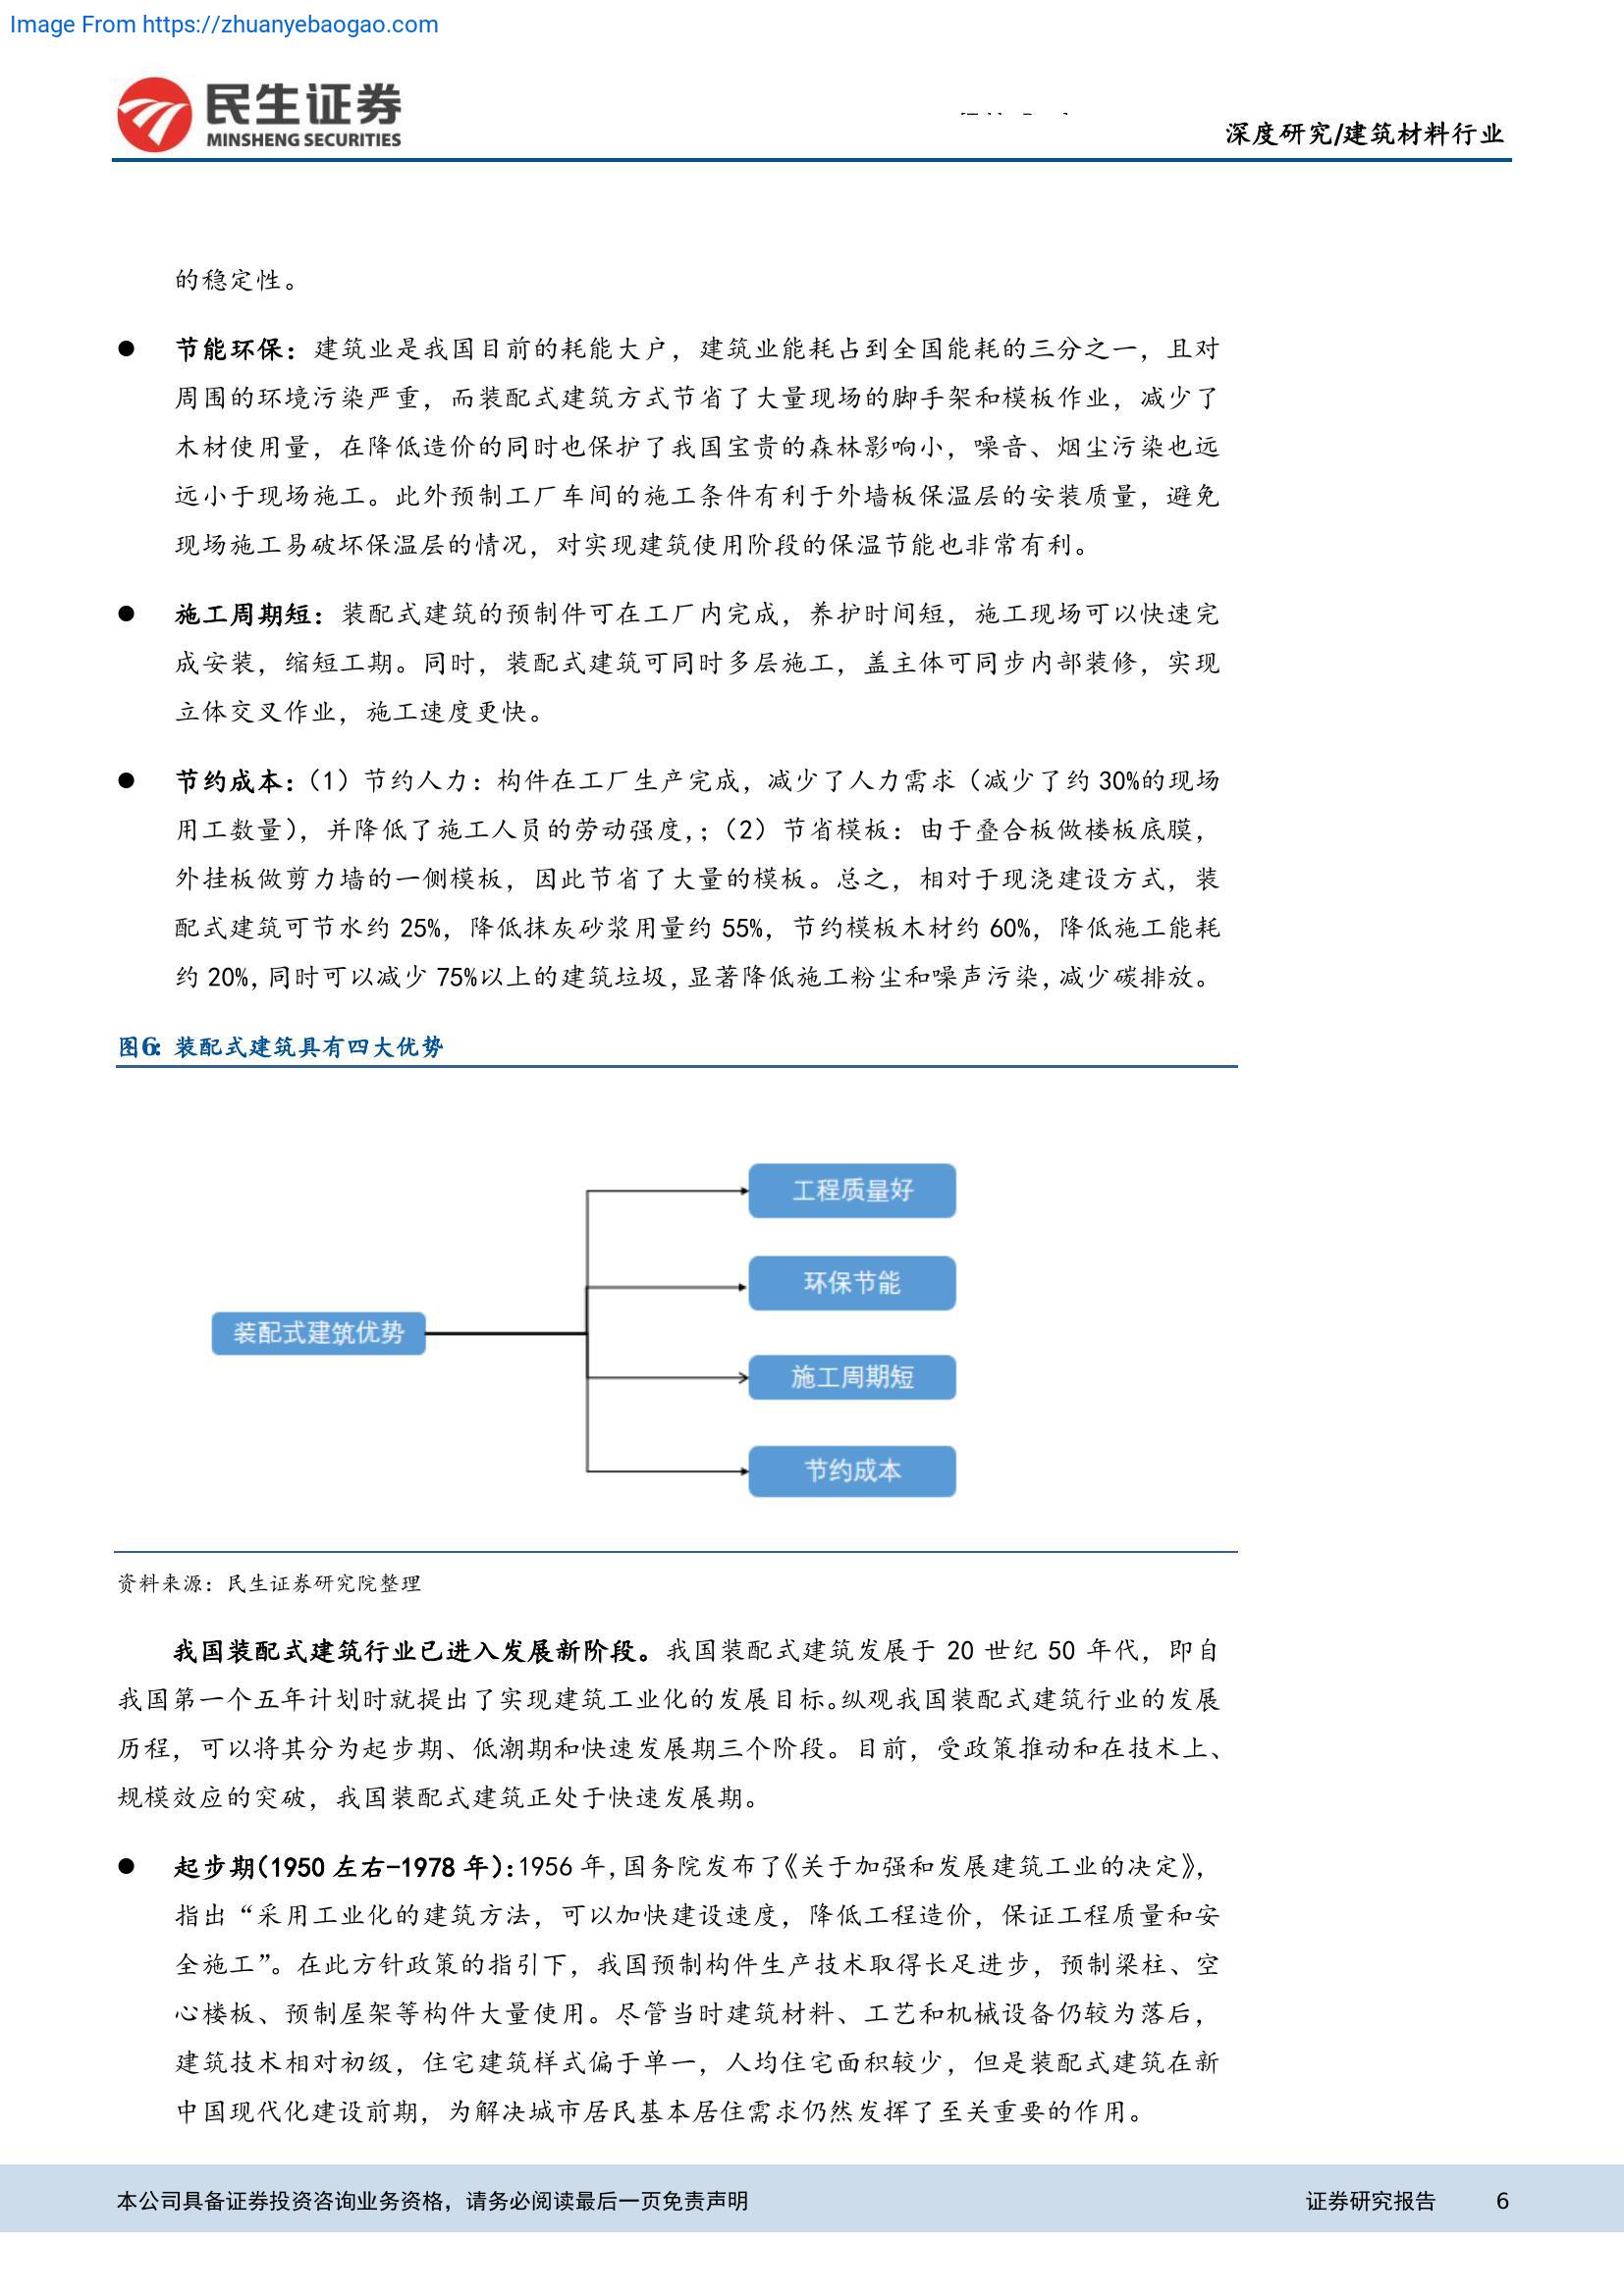 Image From https://zhuanyebaogao.com
民生证券
MINSHENG SECURITIES
深度研究/建筑材料行业
的稳定性。
● 节能环保：建筑业是我国目前的耗能大户，建筑业能耗占到全国能耗的三分之一，且对
周围的环境污染严重，而装配式建筑方式节省了大量现场的脚手架和模板作业，减少了
木材使用量，在降低造价的同时也保护了我国宝贵的森林影响小，噪音、烟尘污染也远
远小于现场施工。此外预制工厂车间的施工条件有利于外墙板保温层的安装质量，避免
现场施工易破坏保温层的情况，对实现建筑使用阶段的保温节能也非常有利。
● 施工周期短：装配式建筑的预制件可在工厂内完成，养护时间短，施工现场可以快速完
成安装，缩短工期。同时，装配式建筑可同时多层施工，盖主体可同步内部装修，实现
立体交叉作业，施工速度更快。
● 节约成本：（1）节约人力：构件在工厂生产完成，减少了人力需求（减少了约 30%的现场
用工数量），并降低了施工人员的劳动强度，；（2）节省模板：由于叠合板做楼板底膜，
外挂板做剪力墙的一侧模板，因此节省了大量的模板。总之，相对于现浇建设方式，装
配式建筑可节水约 25%，降低抹灰砂浆用量约 55%，节约模板木材约 60%，降低施工能耗
约 20%，同时可以减少 75%以上的建筑垃圾，显著降低施工粉尘和噪声污染，减少碳排放。
图6：装配式建筑具有四大优势
工程质量好
环保节能
装配式建筑优势
施工周期短
节约成本
资料来源：民生证券研究院整理
我国装配式建筑行业已进入发展新阶段。我国装配式建筑发展于 20 世纪 50 年代，即自
我国第一个五年计划时就提出了实现建筑工业化的发展目标。纵观我国装配式建筑行业的发展
历程，可以将其分为起步期、低潮期和快速发展期三个阶段。目前，受政策推动和在技术上、
规模效应的突破，我国装配式建筑正处于快速发展期。
● 起步期（1950 左右-1978 年）：1956 年，国务院发布了《关于加强和发展建筑工业的决定》，
指出“采用工业化的建筑方法，可以加快建设速度，降低工程造价，保证工程质量和安
全施工”。在此方针政策的指引下，我国预制构件生产技术取得长足进步，预制梁柱、空
心楼板、预制屋架等构件大量使用。尽管当时建筑材料、工艺和机械设备仍较为落后，
建筑技术相对初级，住宅建筑样式偏于单一，人均住宅面积较少，但是装配式建筑在新
中国现代化建设前期，为解决城市居民基本居住需求仍然发挥了至关重要的作用。
本公司具备证券投资咨询业务资格，请务必阅读最后一页免责声明
证券研究报告 6